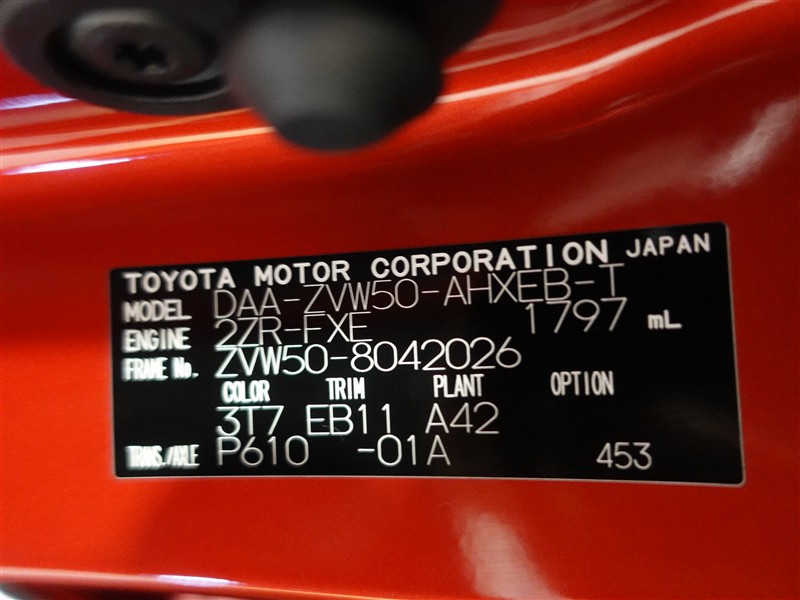 TOYOTA MOTOR CORPORATION JAPAN
MODEL DAA-ZVW50-AHXEB-T
ENGINE 2ZR-FXE 1797 mL
FRAME No. ZVW50-8042026
COLOR TRIM PLANT OPTION
3T7 EB11 A42
TRANS./AXLE P610 -01A 453